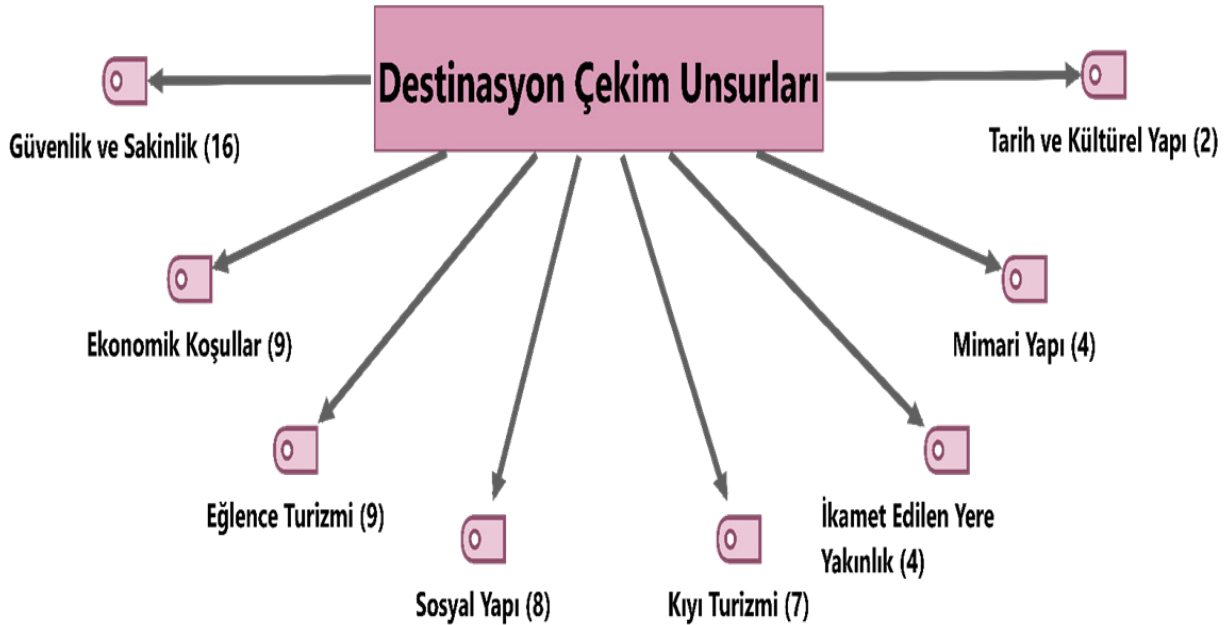 Destinasyon Çekim Unsurları
Güvenlik ve Sakinlik (16)
Tarih ve Kültürel Yapı (2)
Ekonomik Koşullar (9)
Mimari Yapı (4)
Eğlence Turizmi (9)
İkamet Edilen Yere
Yakınlık (4)
Sosyal Yapı (8)
Kıyı Turizmi (7)